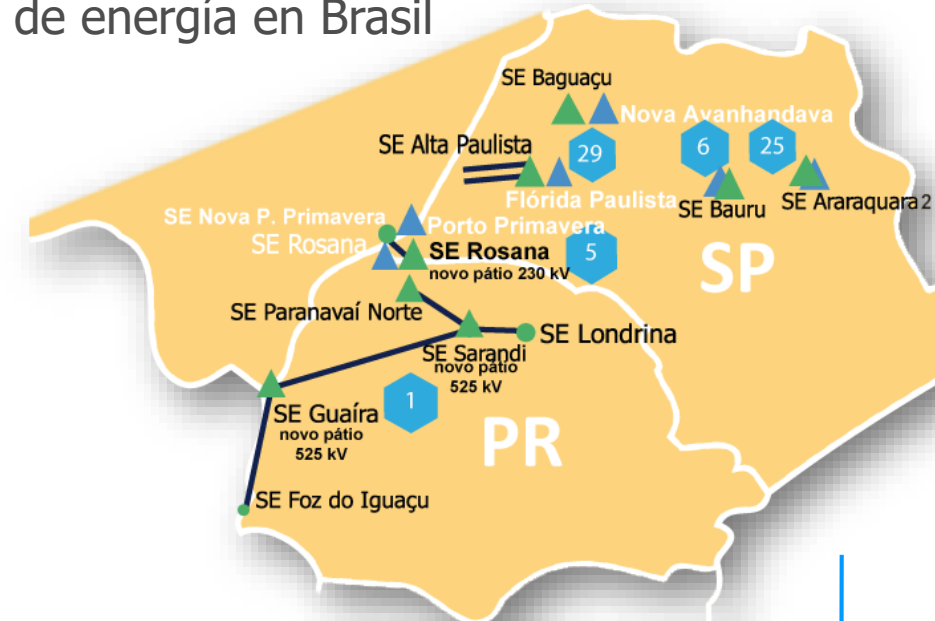 de energía en Brasil
SE Baguaçu
Nova Avanhandava
SE Alta Paulista
29
6
25
Flórida Paulista
SE Bauru
SE Araraquara 2
SE Nova P. Primavera
Porto Primavera
SE Rosana
SE Rosana
novo pátio 230 kV
5
SP
SE Paranavaí Norte
SE Londrina
SE Sarandi
novo pátio
525 kV
SE Guaíra
novo pátio
525 kV
1
PR
SE Foz do Iguaçu